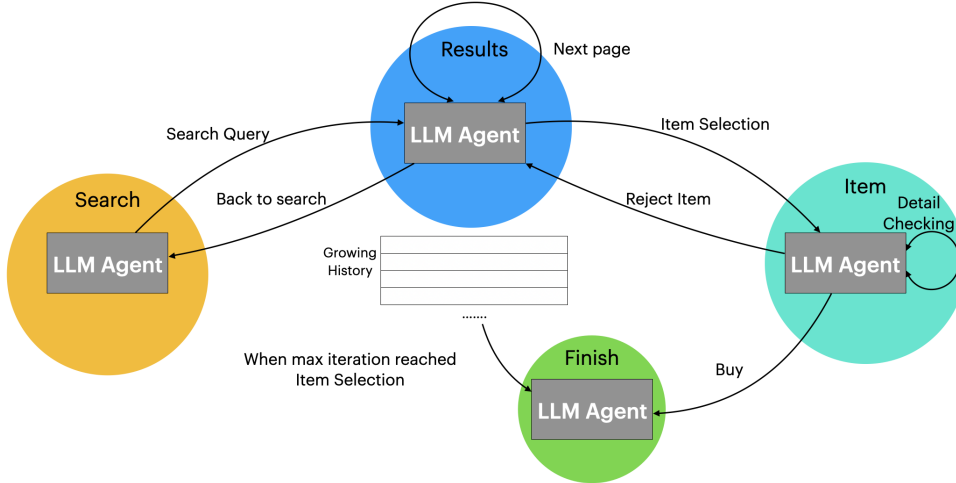 Results
Next page
LLM Agent
Search Query
Item Selection
Search
Back to search
Reject Item
Item
Detail
Checking
LLM Agent
Growing
History
LLM Agent
.......
When max iteration reached
Item Selection
Finish
Buy
LLM Agent